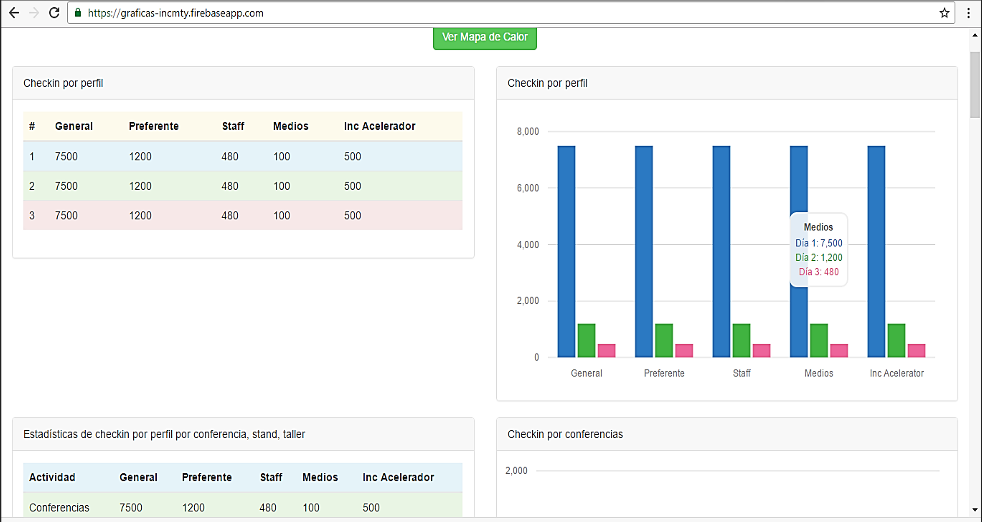 https://graficas-incmty.firebaseapp.com
Ver Mapa de Calor
Checkin por perfil
# General Preferente Staff Medios Inc Acelerador
1 7500 1200 480 100 500
2 7500 1200 480 100 500
3 7500 1200 480 100 500
Checkin por perfil
8,000
6,000
4,000
2,000
0
Medios
Día 1: 7,500
Día 2: 1,200
Día 3: 480
General Preferente Staff Medios Inc Acelerator
Estadísticas de checkin por perfil por conferencia, stand, taller
Actividad General Preferente Staff Medios Inc Acelerador
Conferencias 7500 1200 480 100 500
Checkin por conferencias
2,000